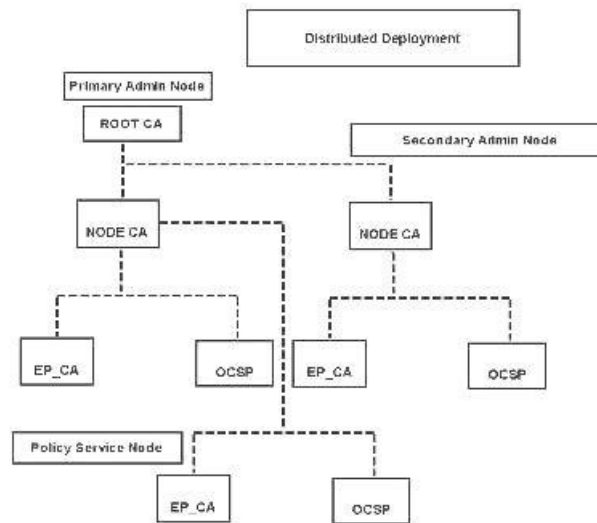 Distributed Deployment
Primary Admin Node
ROOT CA
Secondary Admin Node
NODE CA
NODE CA
EP_CA
OCSP
EP_CA
OCSP
Policy Service Node
EP_CA
OCSP